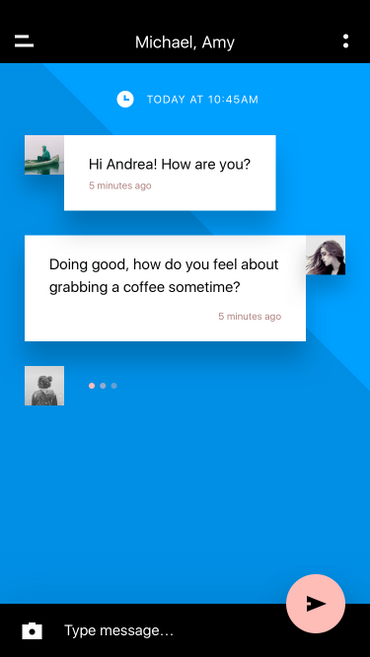 Michael, Amy
TODAY AT 10:45AM
Hi Andrea! How are you?
5 minutes ago
Doing good, how do you feel about
grabbing a coffee sometime?
5 minutes ago
Type message...